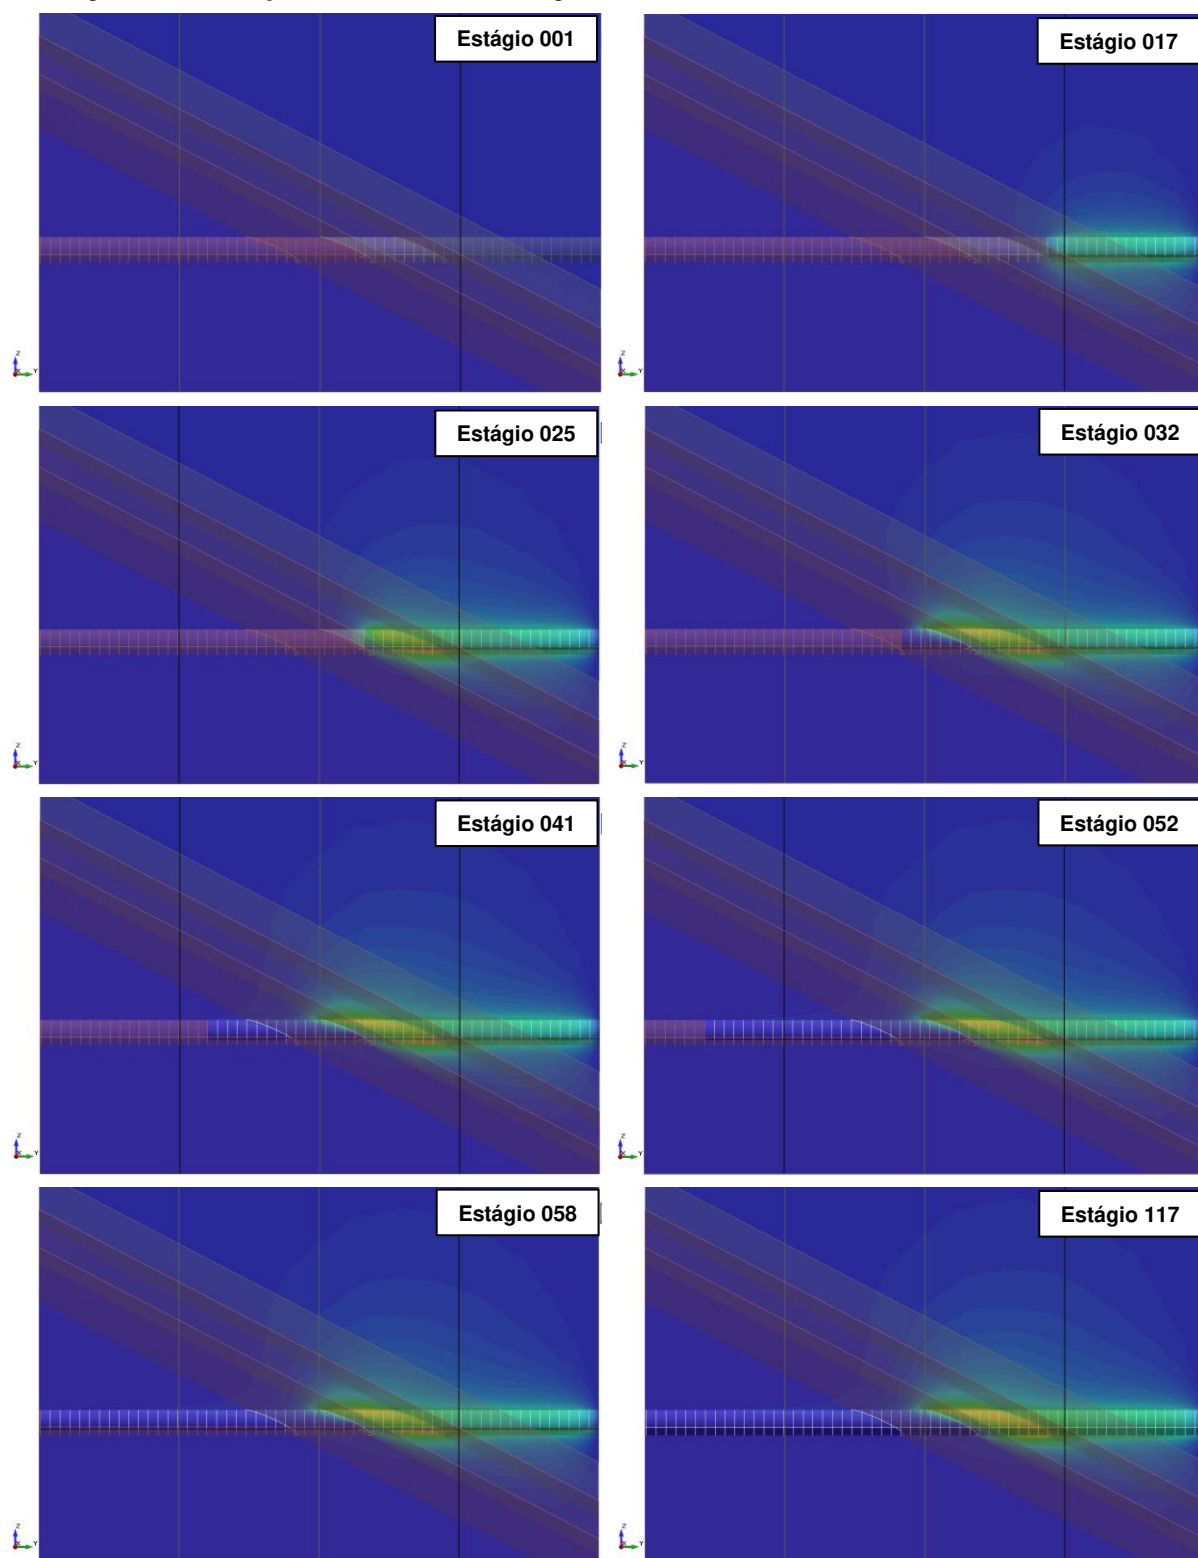 Estágio 001
Estágio 017
Z
X
Y
Z
X
Y
Estágio 025
Estágio 032
Z
X
Y
Z
X
Y
Estágio 041
Estágio 052
Z
X
Y
Z
X
Y
Estágio 058
Estágio 117
Z
X
Y
Z
X
Y